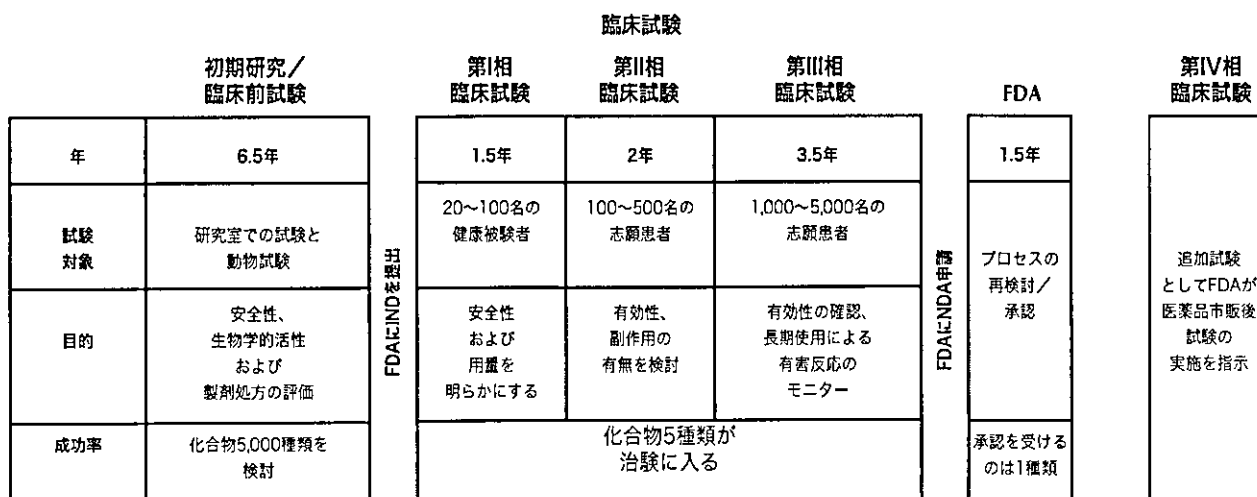 臨床試験
初期研究／
臨床前試験
第I相
臨床試験
第II相
臨床試験
第III相
臨床試験
FDA
第IV相
臨床試験
年
6.5年
1.5年
2年
3.5年
1.5年
試験
対象
研究室での試験と
動物試験
FDAにINDを提出
20～100名の
健康被験者
100～500名の
志願患者
1,000～5,000名の
志願患者
FDAにNDA申請
プロセスの
再検討／
承認
追加試験
としてFDAが
医薬品市販後
試験の
実施を指示
目的
安全性、
生物学的活性
および
製剤処方の評価
安全性
および
用量を
明らかにする
有効性、
副作用の
有無を検討
有効性の確認、
長期使用による
有害反応の
モニター
成功率
化合物5,000種類を
検討
化合物5種類が
治験に入る
承認を受ける
のは1種類